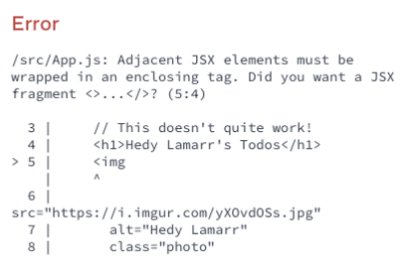 Error
/src/App.js: Adjacent JSX elements must be
wrapped in an enclosing tag. Did you want a JSX
fragment <>...</>? (5:4)
  3 |     // This doesn't quite work!
  4 |     <h1>Hedy Lamarr's Todos</h1>
> 5 |     <img
    |     ^
  6 |
src="https://i.imgur.com/yXOvdOSs.jpg"
  7 |       alt="Hedy Lamarr"
  8 |       class="photo"